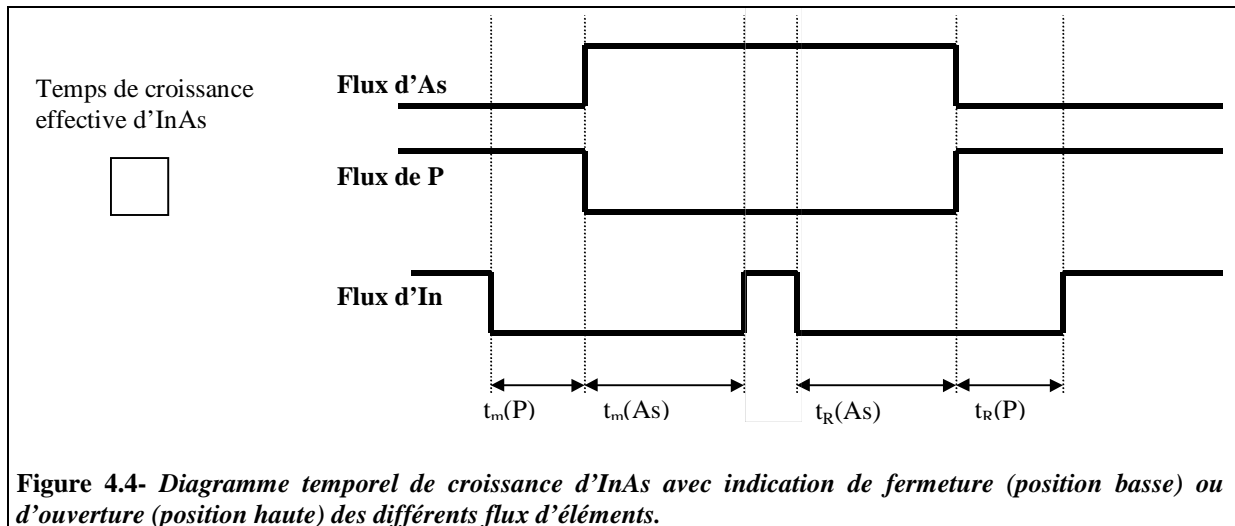 Temps de croissance
effective d'InAs
Flux d'As
Flux de P
Flux d'In
tm(P)
tm(As)
tR(As)
tR(P)
Figure 4.4- Diagramme temporel de croissance d'InAs avec indication de fermeture (position basse) ou
d'ouverture (position haute) des différents flux d'éléments.